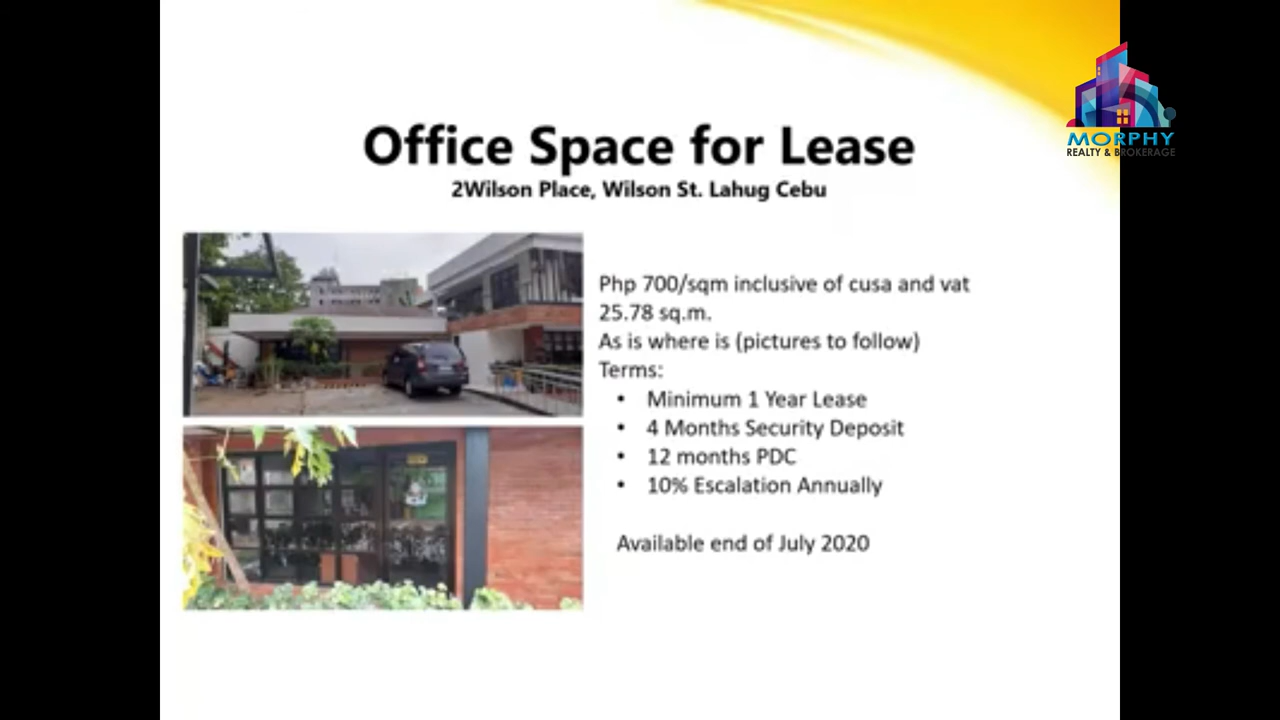 Office Space for Lease
2Wilson Place, Wilson St. Lahug Cebu
MORPHY
REALTY & BROKERAGE
Php 700/sqm inclusive of cusa and vat
25.78 sq.m.
As is where is (pictures to follow)
Terms:
• Minimum 1 Year Lease
• 4 Months Security Deposit
• 12 months PDC
• 10% Escalation Annually
Available end of July 2020